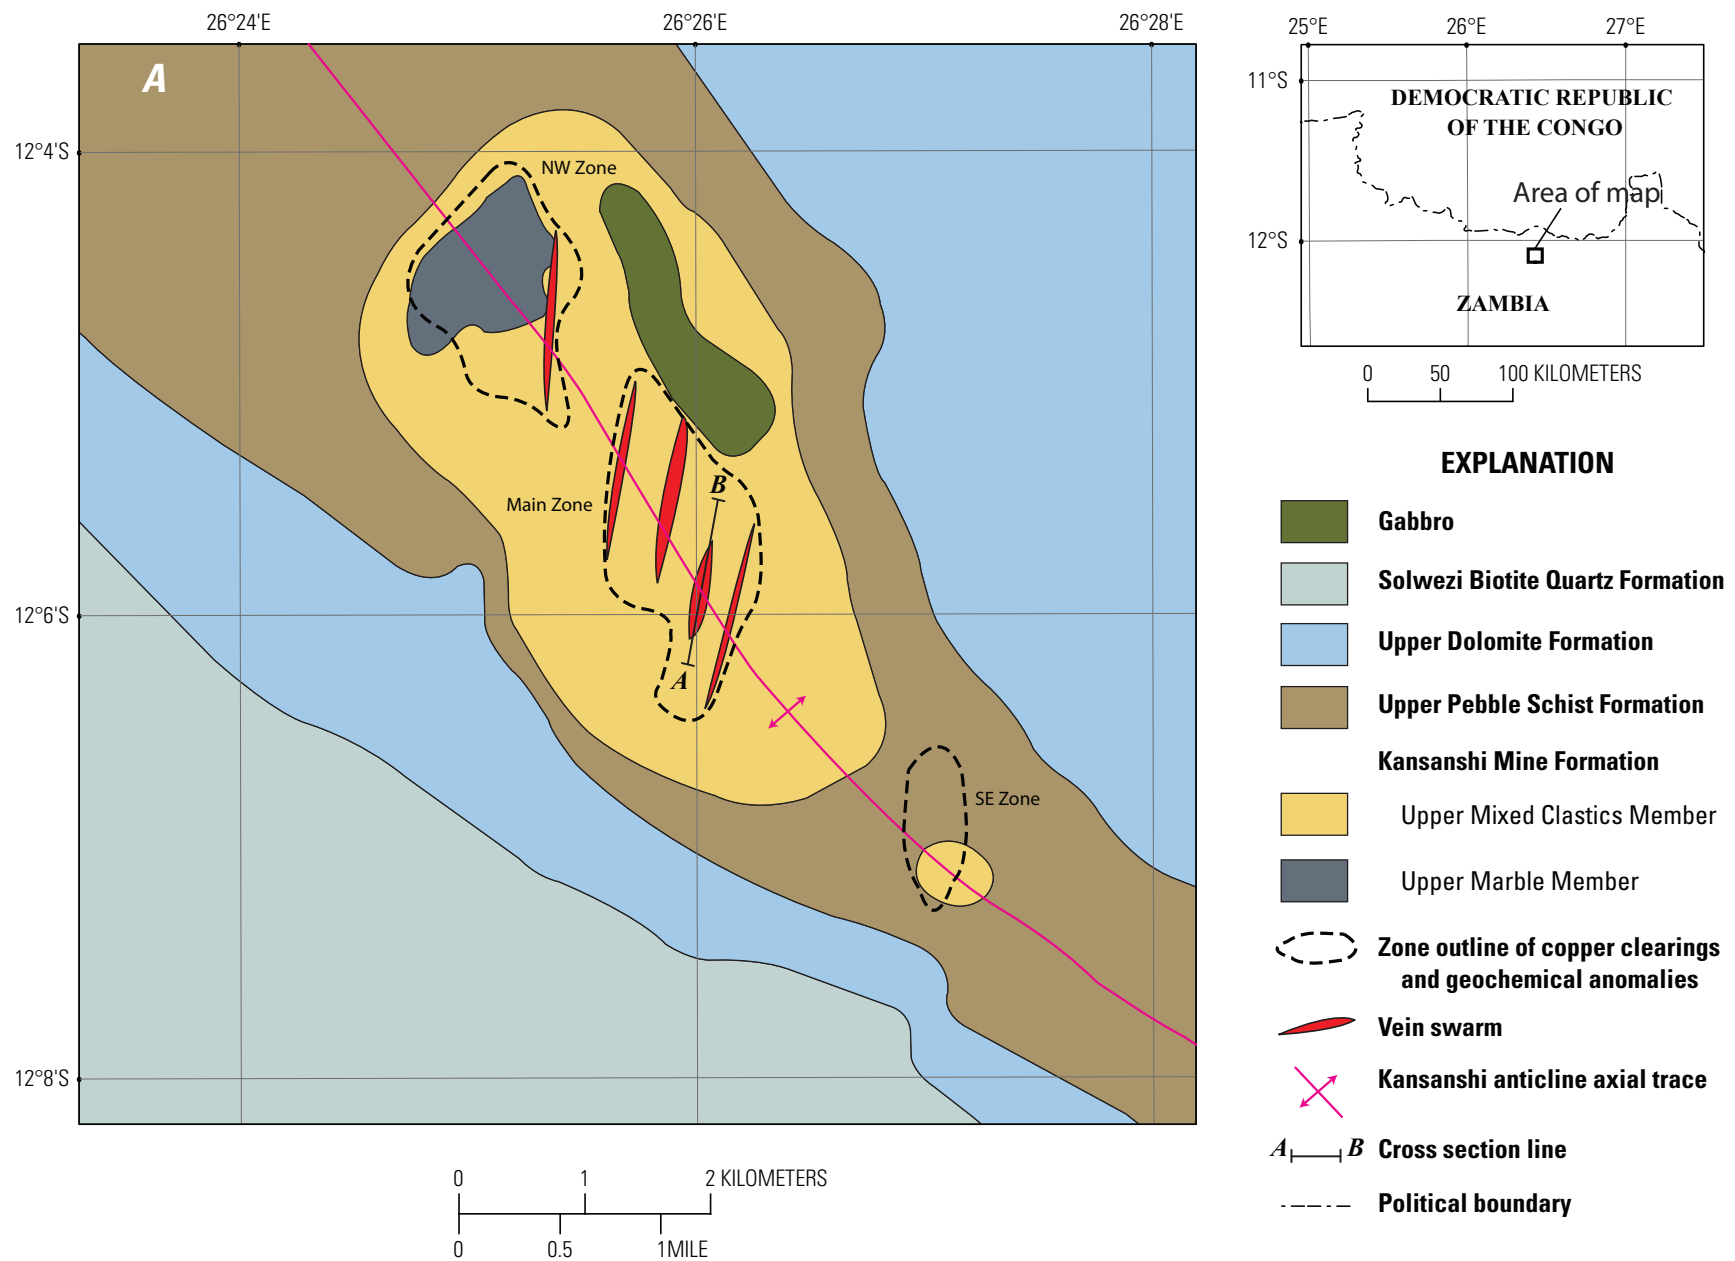 26°24'E
26°26'E
26°28'E
A
12°4'S
12°6'S
12°8'S
NW Zone
Main Zone
B
A
SE Zone
0 1 2 KILOMETERS
0 0.5 1 MILE
25°E
26°E
27°E
11°S
12°S
DEMOCRATIC REPUBLIC
OF THE CONGO
Area of map
ZAMBIA
0 50 100 KILOMETERS
EXPLANATION
Gabbro
Solwezi Biotite Quartz Formation
Upper Dolomite Formation
Upper Pebble Schist Formation
Kansanshi Mine Formation
Upper Mixed Clastics Member
Upper Marble Member
Zone outline of copper clearings
and geochemical anomalies
Vein swarm
Kansanshi anticline axial trace
A B Cross section line
Political boundary